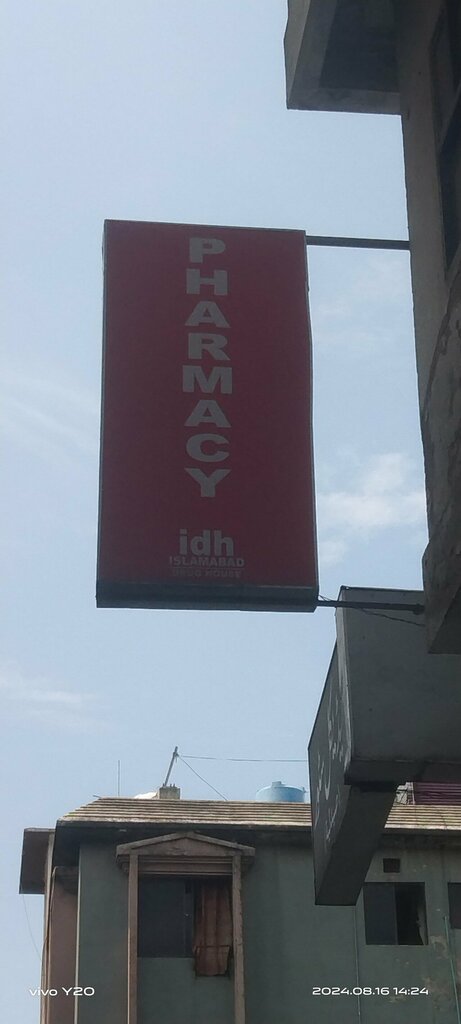 PHARMACY
idh
ISLAMABAD
DRUG HOUSE
vivo Y20
2024.08.16 14:24